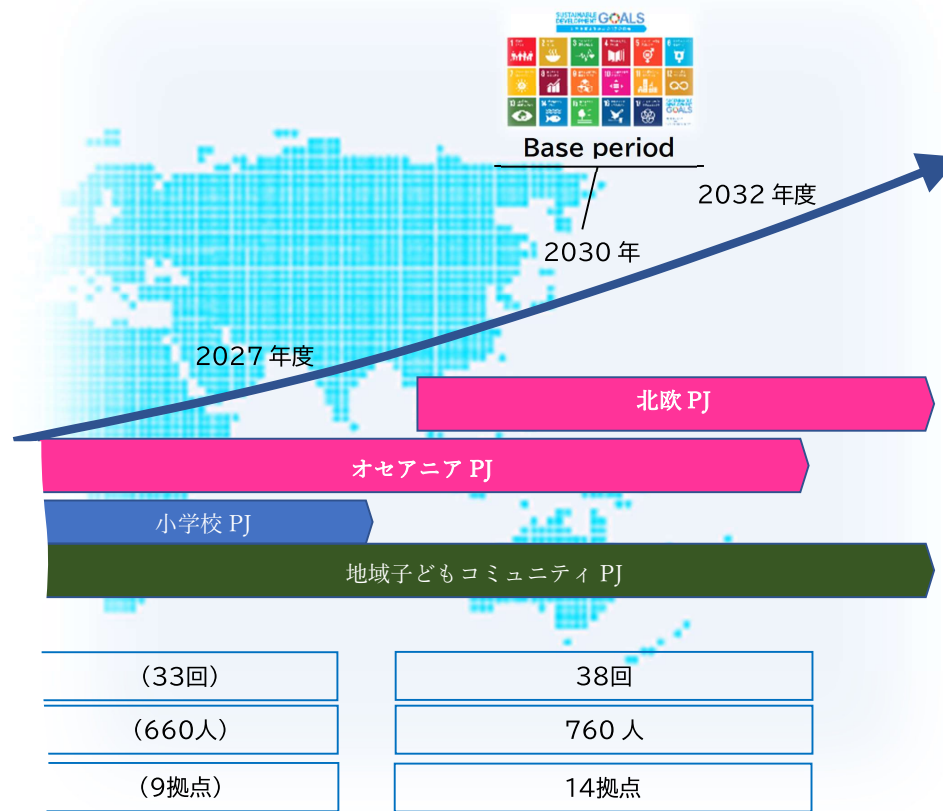 SUSTAINABLE
DEVELOPMENT GOALS
Base period
2032 年度
2030 年
2027 年度
北欧 PJ
オセアニア PJ
小学校 PJ
地域子どもコミュニティ PJ
（33回） 38回
（660人） 760 人
（9拠点） 14拠点